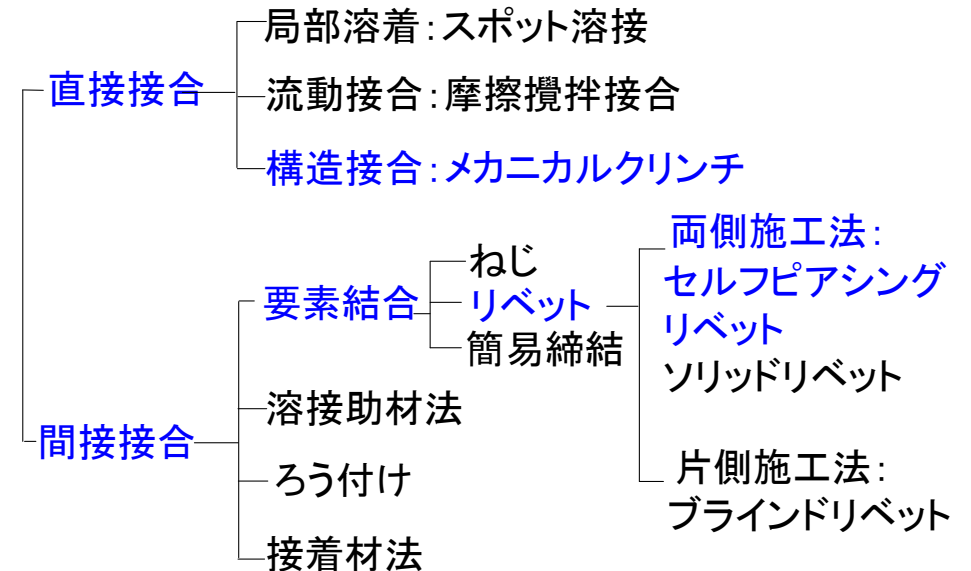 直接接合
局部溶着：スポット溶接
流動接合：摩擦攪拌接合
構造接合：メカニカルクリンチ
間接接合
要素結合
ねじ
リベット
簡易締結
両側施工法：
セルフピアシング
リベット
ソリッドリベット
片側施工法：
ブラインドリベット
溶接助材法
ろう付け
接着材法